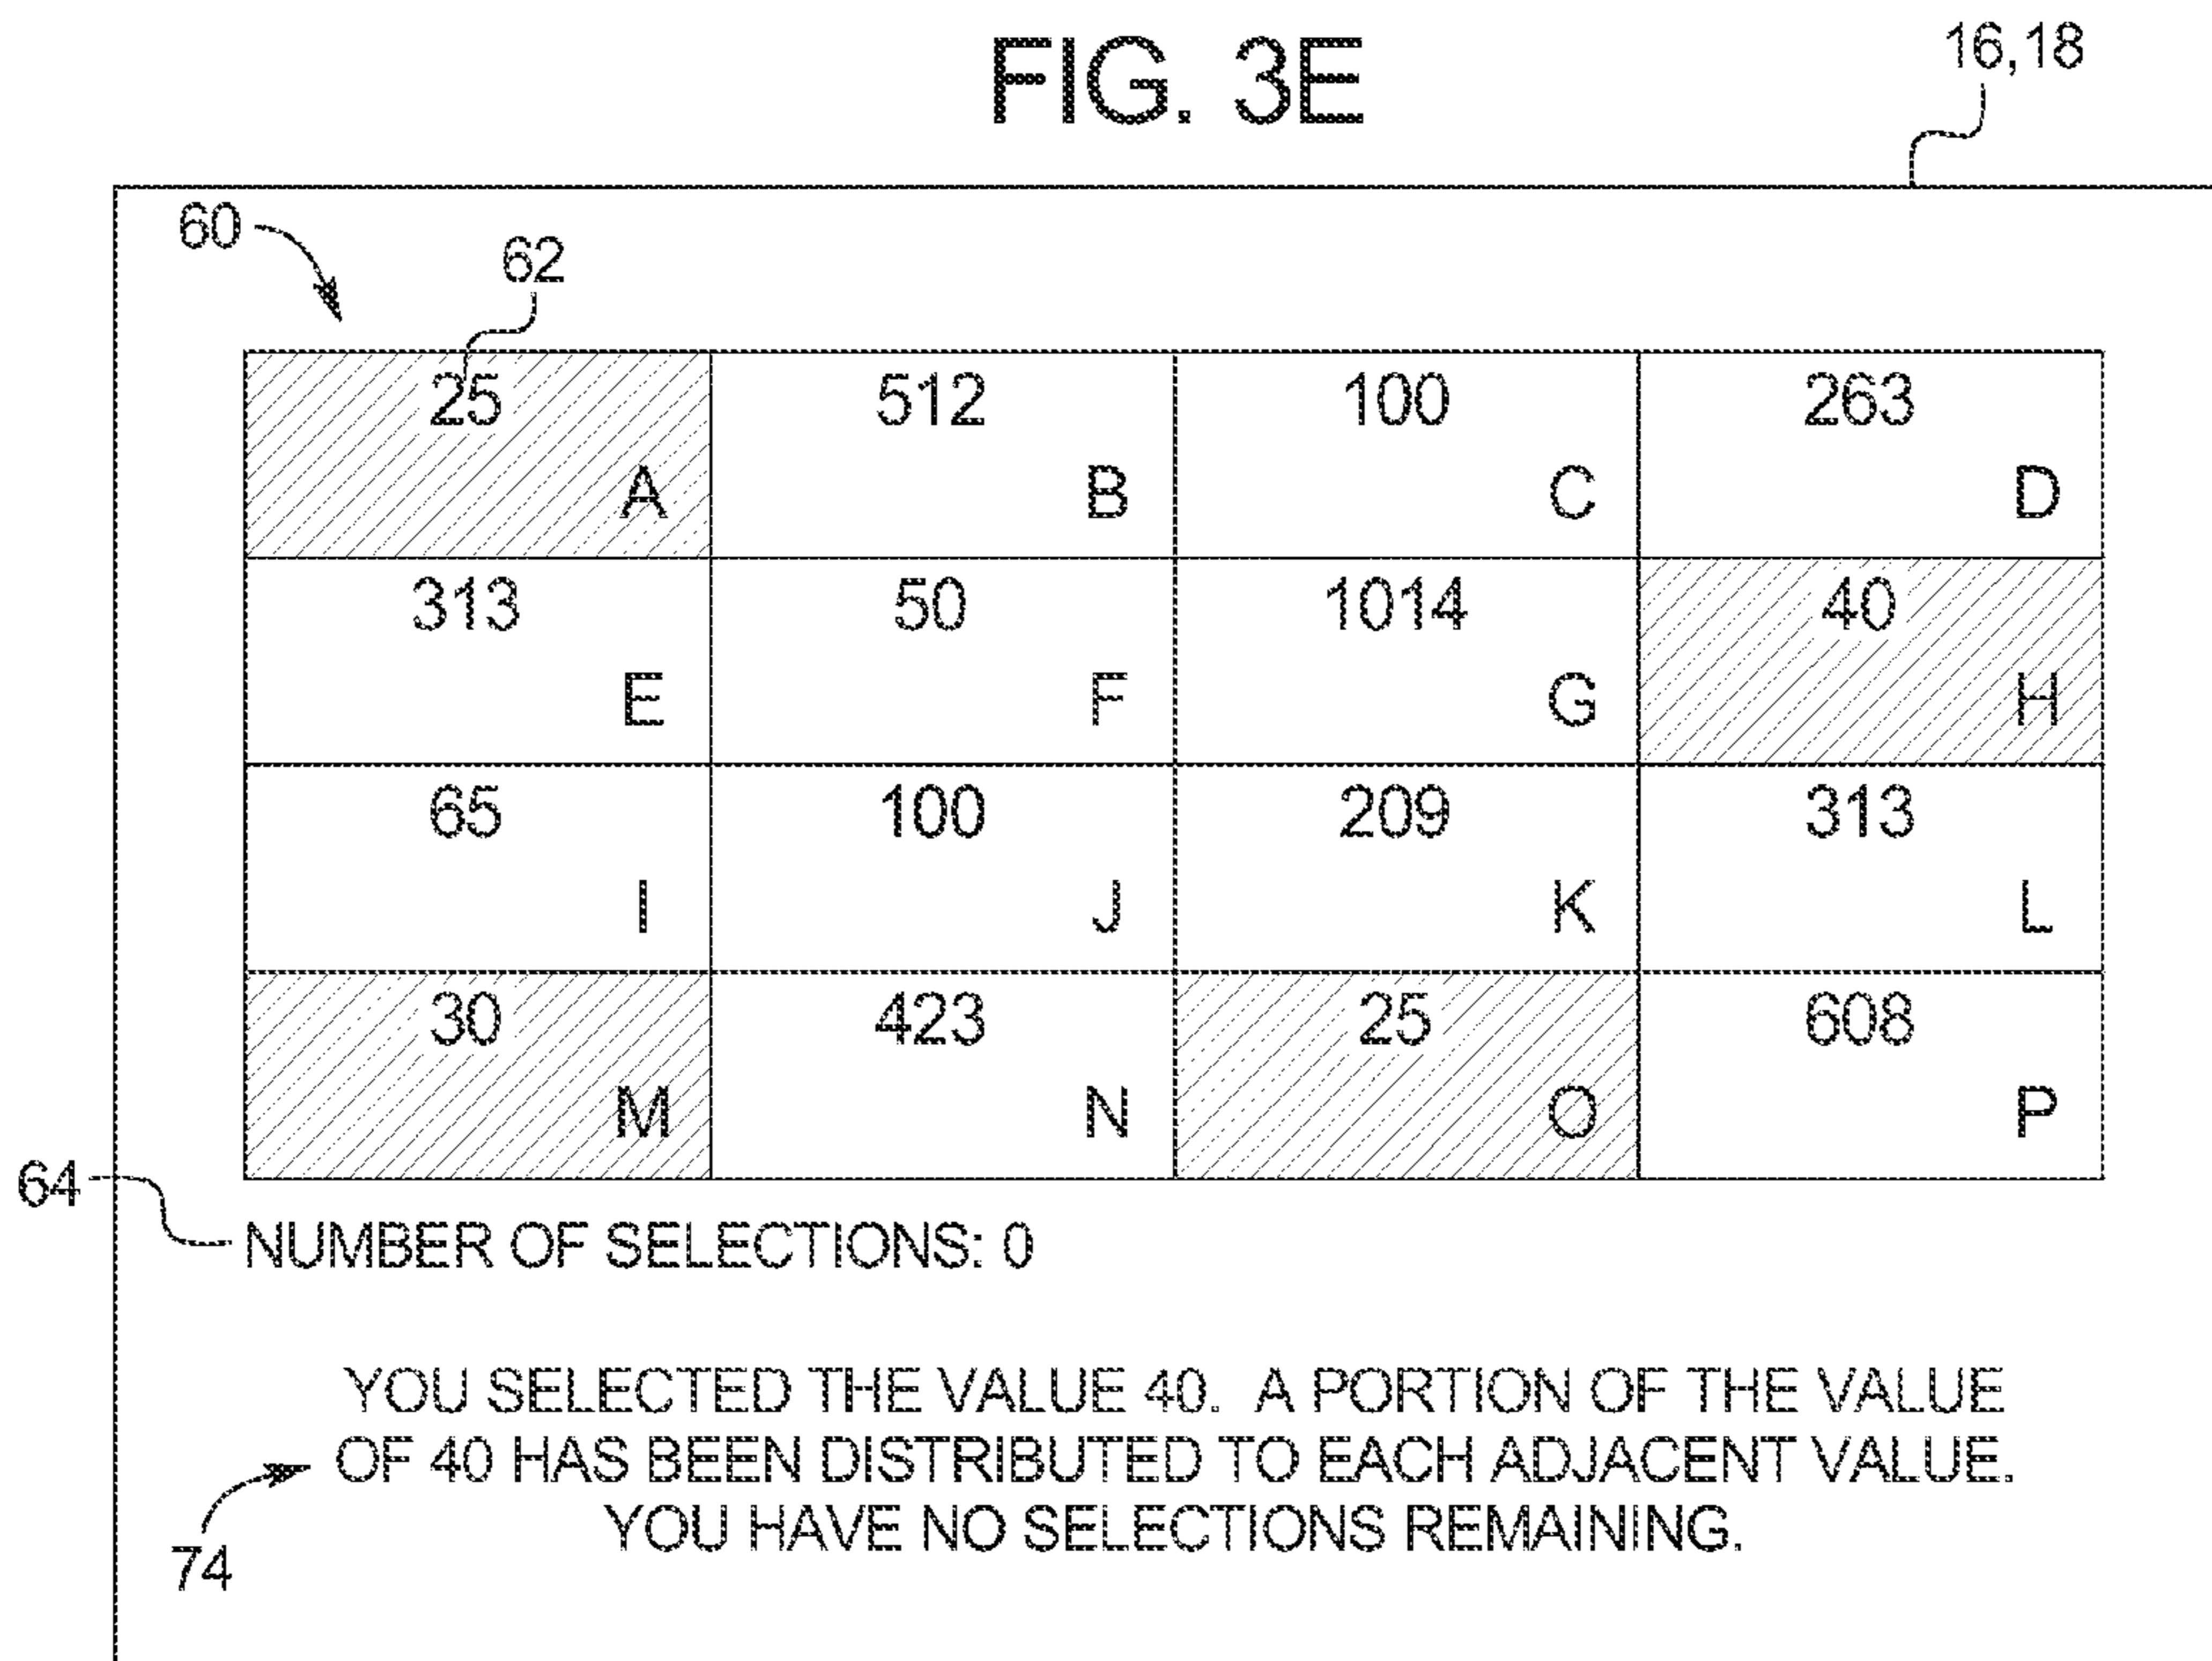 FIG. 3E
16,18
60
62
25 512 100 263
A B C D
313 50 1014 40
E F G H
65 100 209 313
I J K L
30 423 25 608
M N O P
64
NUMBER OF SELECTIONS: 0
YOU SELECTED THE VALUE 40. A PORTION OF THE VALUE
OF 40 HAS BEEN DISTRIBUTED TO EACH ADJACENT VALUE.
YOU HAVE NO SELECTIONS REMAINING.
74